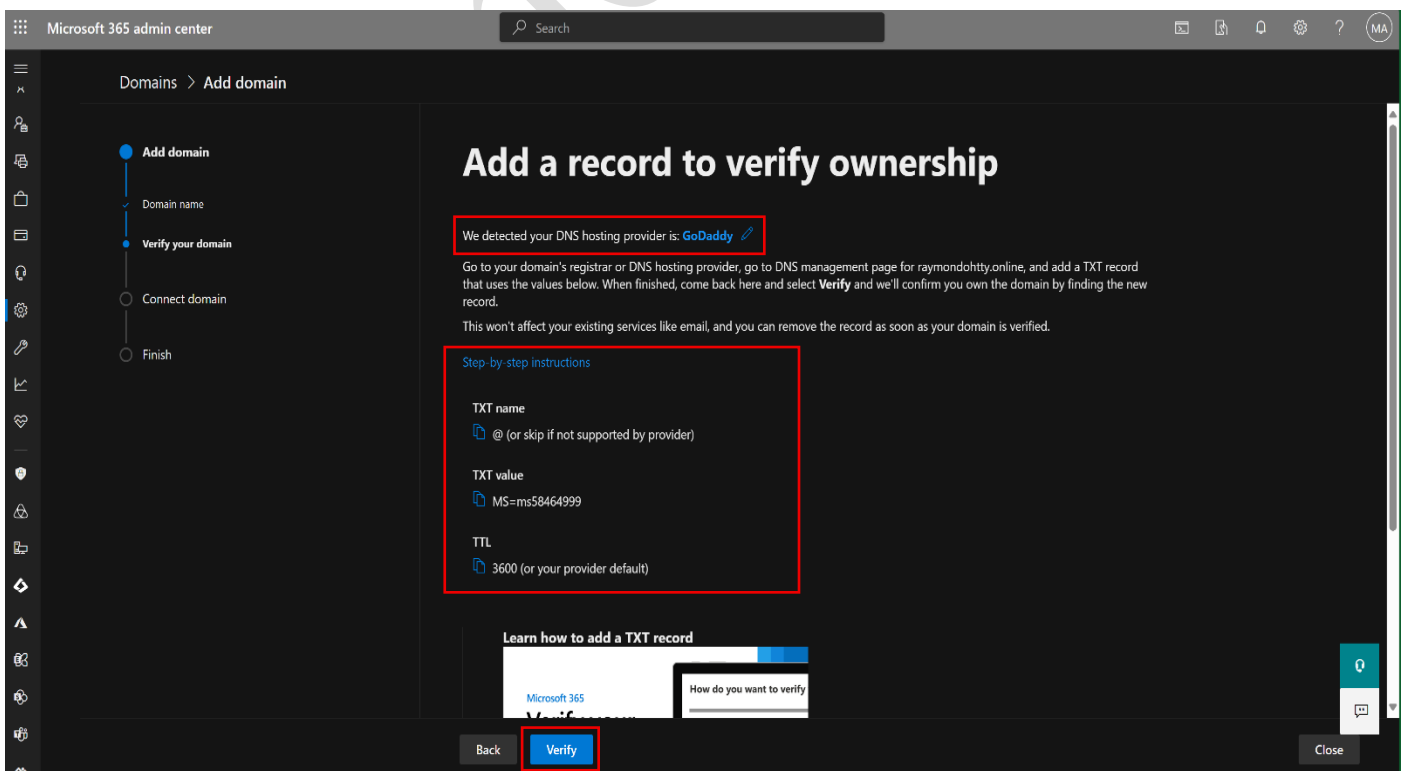 Microsoft 365 admin center
Search
MA
Domains > Add domain
Add domain
Domain name
Verify your domain
Connect domain
Finish
Add a record to verify ownership
We detected your DNS hosting provider is: GoDaddy
Go to your domain's registrar or DNS hosting provider, go to DNS management page for raymondohtty.online, and add a TXT record
that uses the values below. When finished, come back here and select Verify and we'll confirm you own the domain by finding the new
record.
This won't affect your existing services like email, and you can remove the record as soon as your domain is verified.
Step-by-step instructions
TXT name
@ (or skip if not supported by provider)
TXT value
MS=ms58464999
TTL
3600 (or your provider default)
Learn how to add a TXT record
Microsoft 365
How do you want to verify
Back
Verify
Close